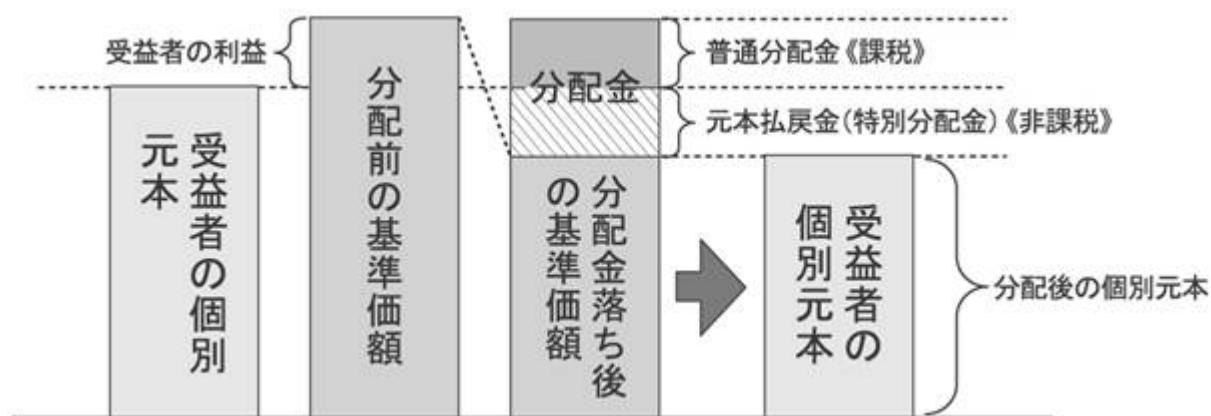 受益者の利益
受益者の個別
元本
分配前の基準価額
分配金
分配金落ち後
の基準価額
普通分配金《課税》
元本払戻金(特別分配金)《非課税》
受益者の
個別元本
分配後の個別元本